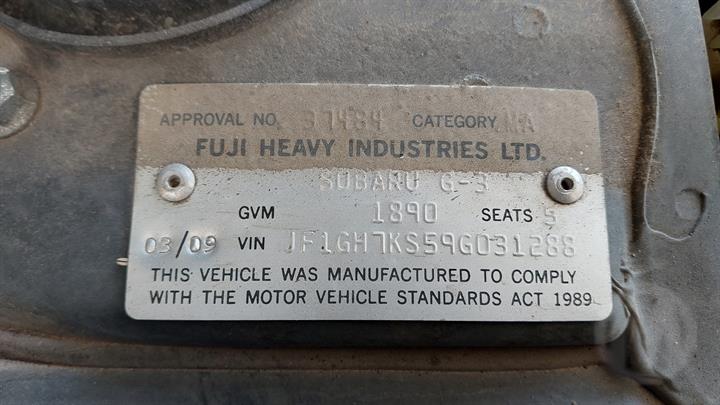 APPROVAL NO. 37484 CATEGORY MA
FUJI HEAVY INDUSTRIES LTD.
SUBARU G-3
GVM 1890 SEATS 5
03/09 VIN JF1GH7KS59G031288
THIS VEHICLE WAS MANUFACTURED TO COMPLY
WITH THE MOTOR VEHICLE STANDARDS ACT 1989